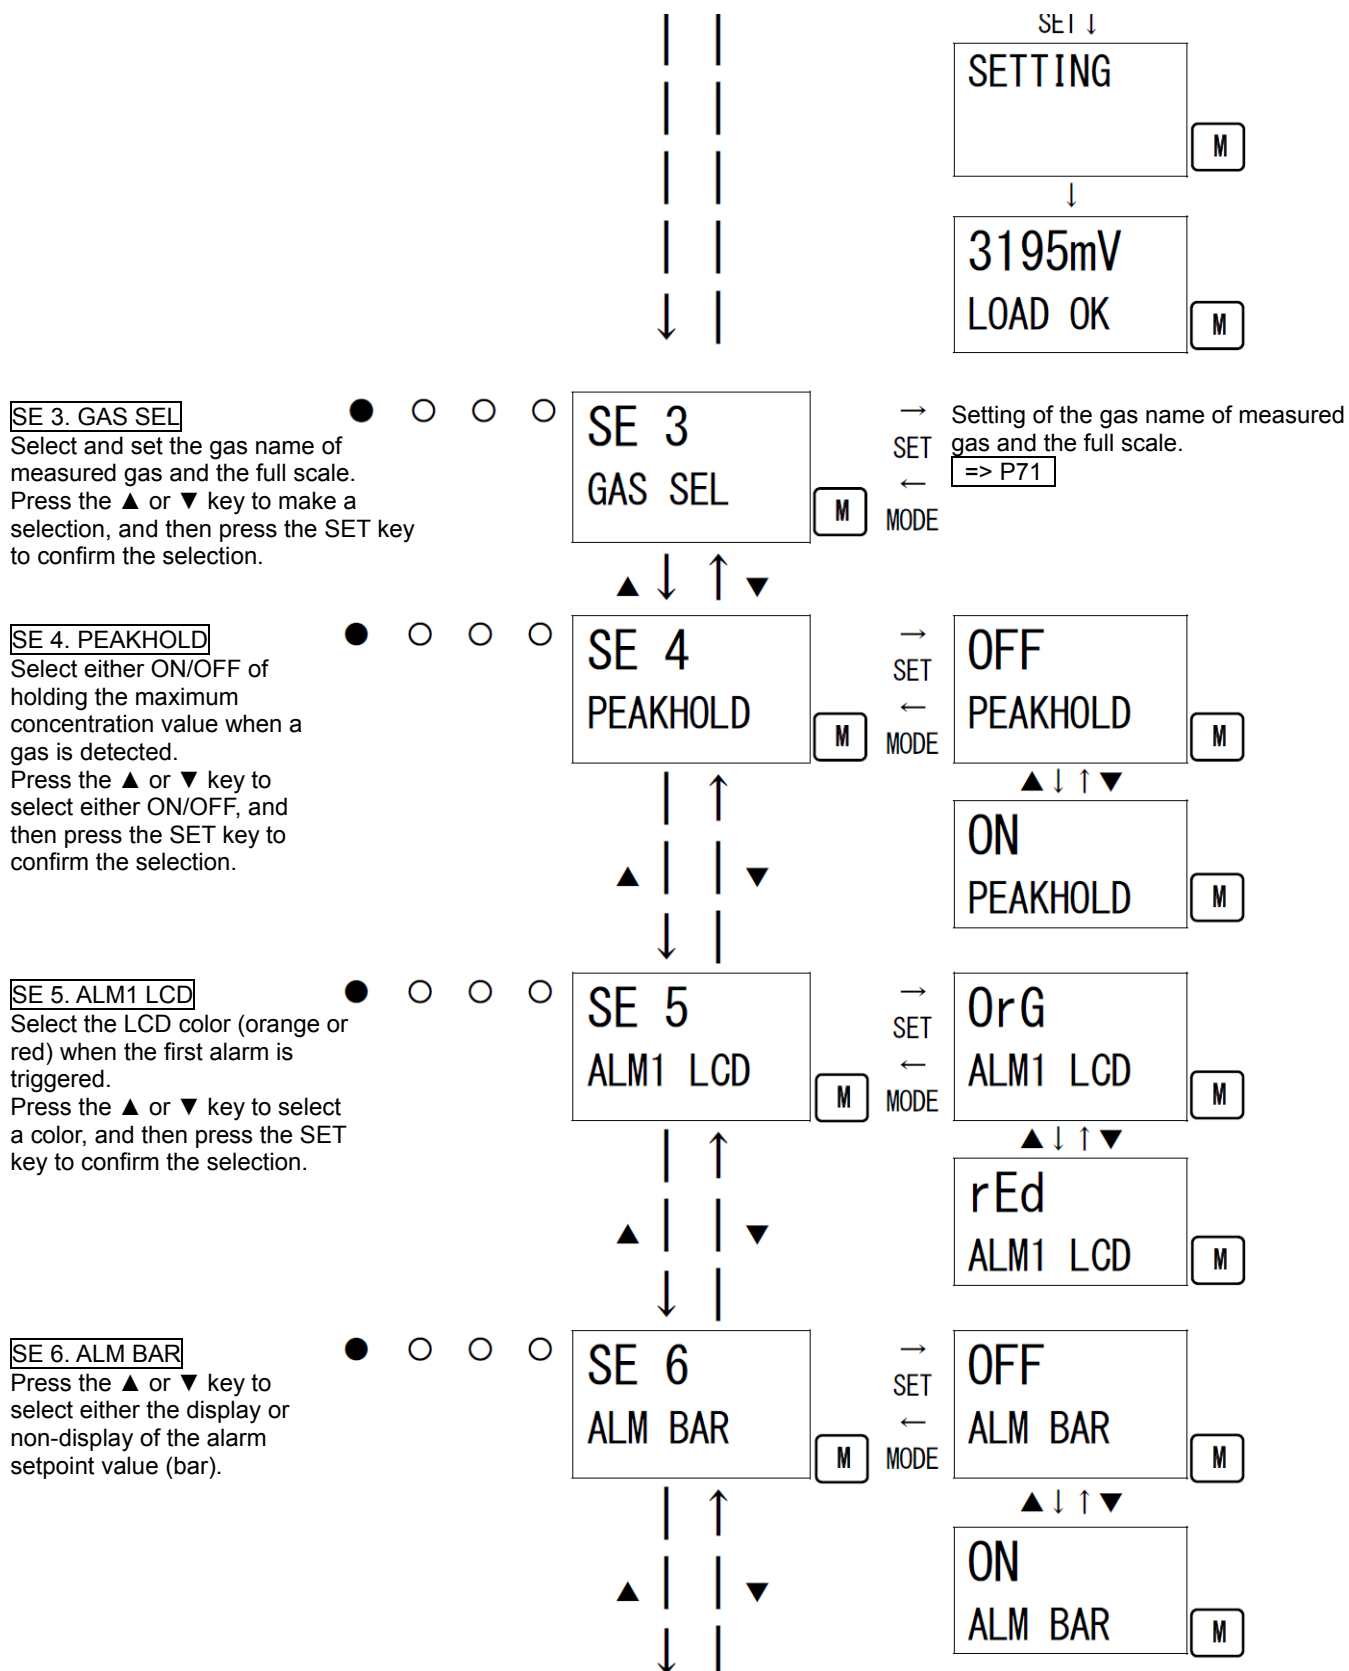 SET ↓
SETTING
M
↓
3195mV
LOAD OK
M
SE 3. GAS SEL
Select and set the gas name of
measured gas and the full scale.
Press the ▲ or ▼ key to make a
selection, and then press the SET key
to confirm the selection.
● ○ ○ ○
SE 3
GAS SEL
M
→
SET
←
MODE
Setting of the gas name of measured
gas and the full scale.
=> P71
▲ ↓ ↑ ▼
SE 4. PEAKHOLD
Select either ON/OFF of
holding the maximum
concentration value when a
gas is detected.
Press the ▲ or ▼ key to
select either ON/OFF, and
then press the SET key to
confirm the selection.
● ○ ○ ○
SE 4
PEAKHOLD
M
→
SET
←
MODE
OFF
PEAKHOLD
M
▲ ↓ ↑ ▼
ON
PEAKHOLD
M
▲ ↓ ↑ ▼
SE 5. ALM1 LCD
Select the LCD color (orange or
red) when the first alarm is
triggered.
Press the ▲ or ▼ key to select
a color, and then press the SET
key to confirm the selection.
● ○ ○ ○
SE 5
ALM1 LCD
M
→
SET
←
MODE
OrG
ALM1 LCD
M
▲ ↓ ↑ ▼
rEd
ALM1 LCD
M
▲ ↓ ↑ ▼
SE 6. ALM BAR
Press the ▲ or ▼ key to
select either the display or
non-display of the alarm
setpoint value (bar).
● ○ ○ ○
SE 6
ALM BAR
M
→
SET
←
MODE
OFF
ALM BAR
M
▲ ↓ ↑ ▼
ON
ALM BAR
M
▲ ↓ ↑ ▼